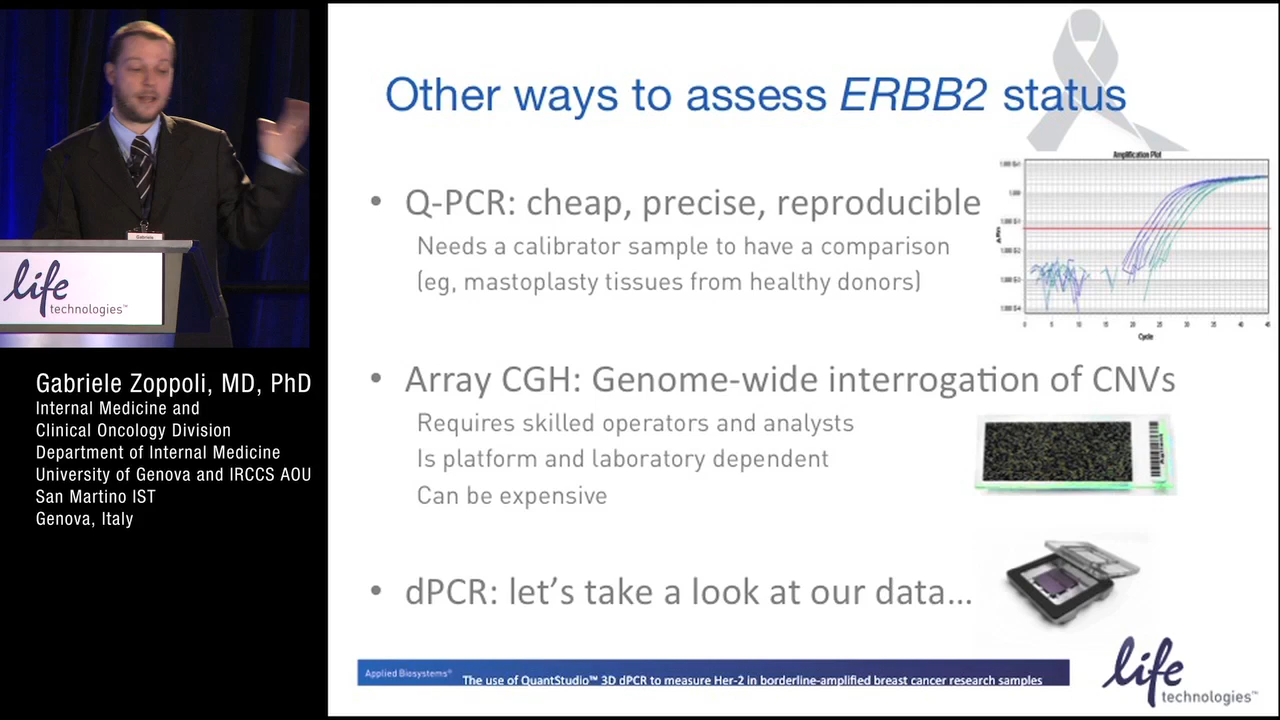 Other ways to assess ERBB2 status
• Q-PCR: cheap, precise, reproducible
Needs a calibrator sample to have a comparison
(eg, mastoplasty tissues from healthy donors)
Amplification Plot
Cycle
• Array CGH: Genome-wide interrogation of CNVs
Requires skilled operators and analysts
Is platform and laboratory dependent
Can be expensive
• dPCR: let's take a look at our data...
Applied Biosystems®
The use of QuantStudio™ 3D dPCR to measure Her-2 in borderline-amplified breast cancer research samples
life
technologies™
Gabriele
life
technologies™
Gabriele Zoppoli, MD, PhD
Internal Medicine and
Clinical Oncology Division
Department of Internal Medicine
University of Genova and IRCCS AOU
San Martino IST
Genova, Italy